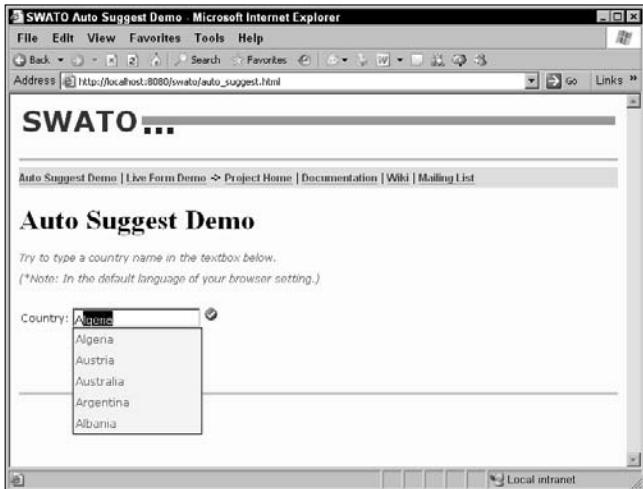 SWATO Auto Suggest Demo - Microsoft Internet Explorer
File Edit View Favorites Tools Help
Back Search Favorites
Address http://localhost:8080/swato/auto_suggest.html Go Links »
SWATO...
Auto Suggest Demo | Live Form Demo -> Project Home | Documentation | Wiki | Mailing List
Auto Suggest Demo
Try to type a country name in the textbox below.
(*Note: In the default language of your browser setting.)
Country: Algeria
Algeria
Austria
Australia
Argentina
Albania
Local intranet